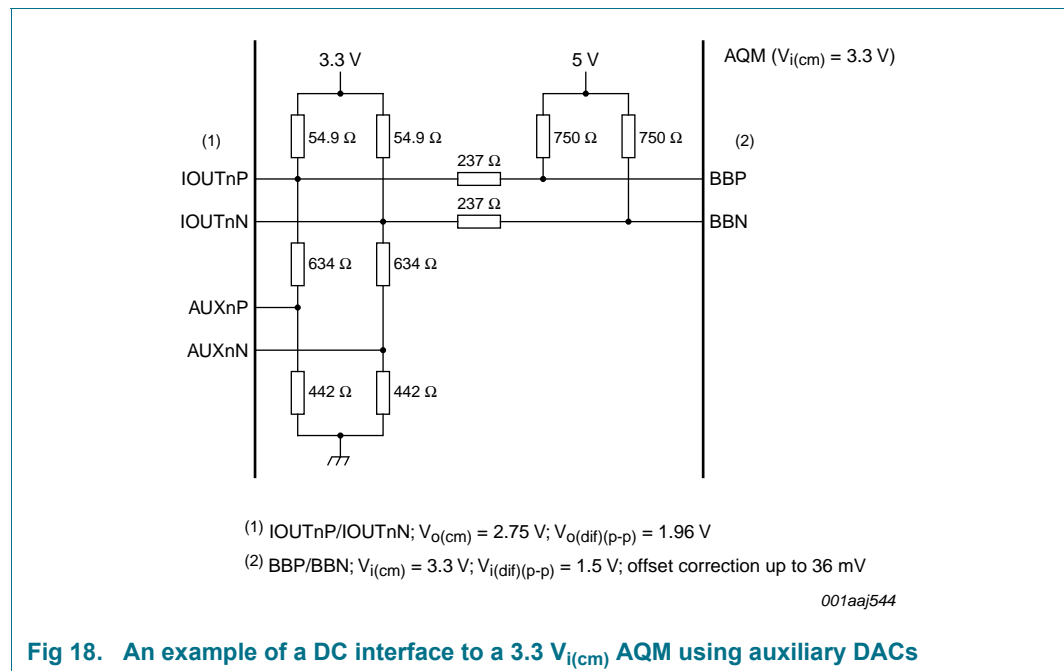 3.3 V
5 V
AQM (Vi(cm) = 3.3 V)
(1)
54.9 Ω
54.9 Ω
750 Ω
750 Ω
(2)
237 Ω
IOUTnP
BBP
237 Ω
IOUTnN
BBN
634 Ω
634 Ω
AUXnP
AUXnN
442 Ω
442 Ω
(1) IOUTnP/IOUTnN; Vo(cm) = 2.75 V; Vo(dif)(p-p) = 1.96 V
(2) BBP/BBN; Vi(cm) = 3.3 V; Vi(dif)(p-p) = 1.5 V; offset correction up to 36 mV
001aaj544
Fig 18. An example of a DC interface to a 3.3 Vi(cm) AQM using auxiliary DACs